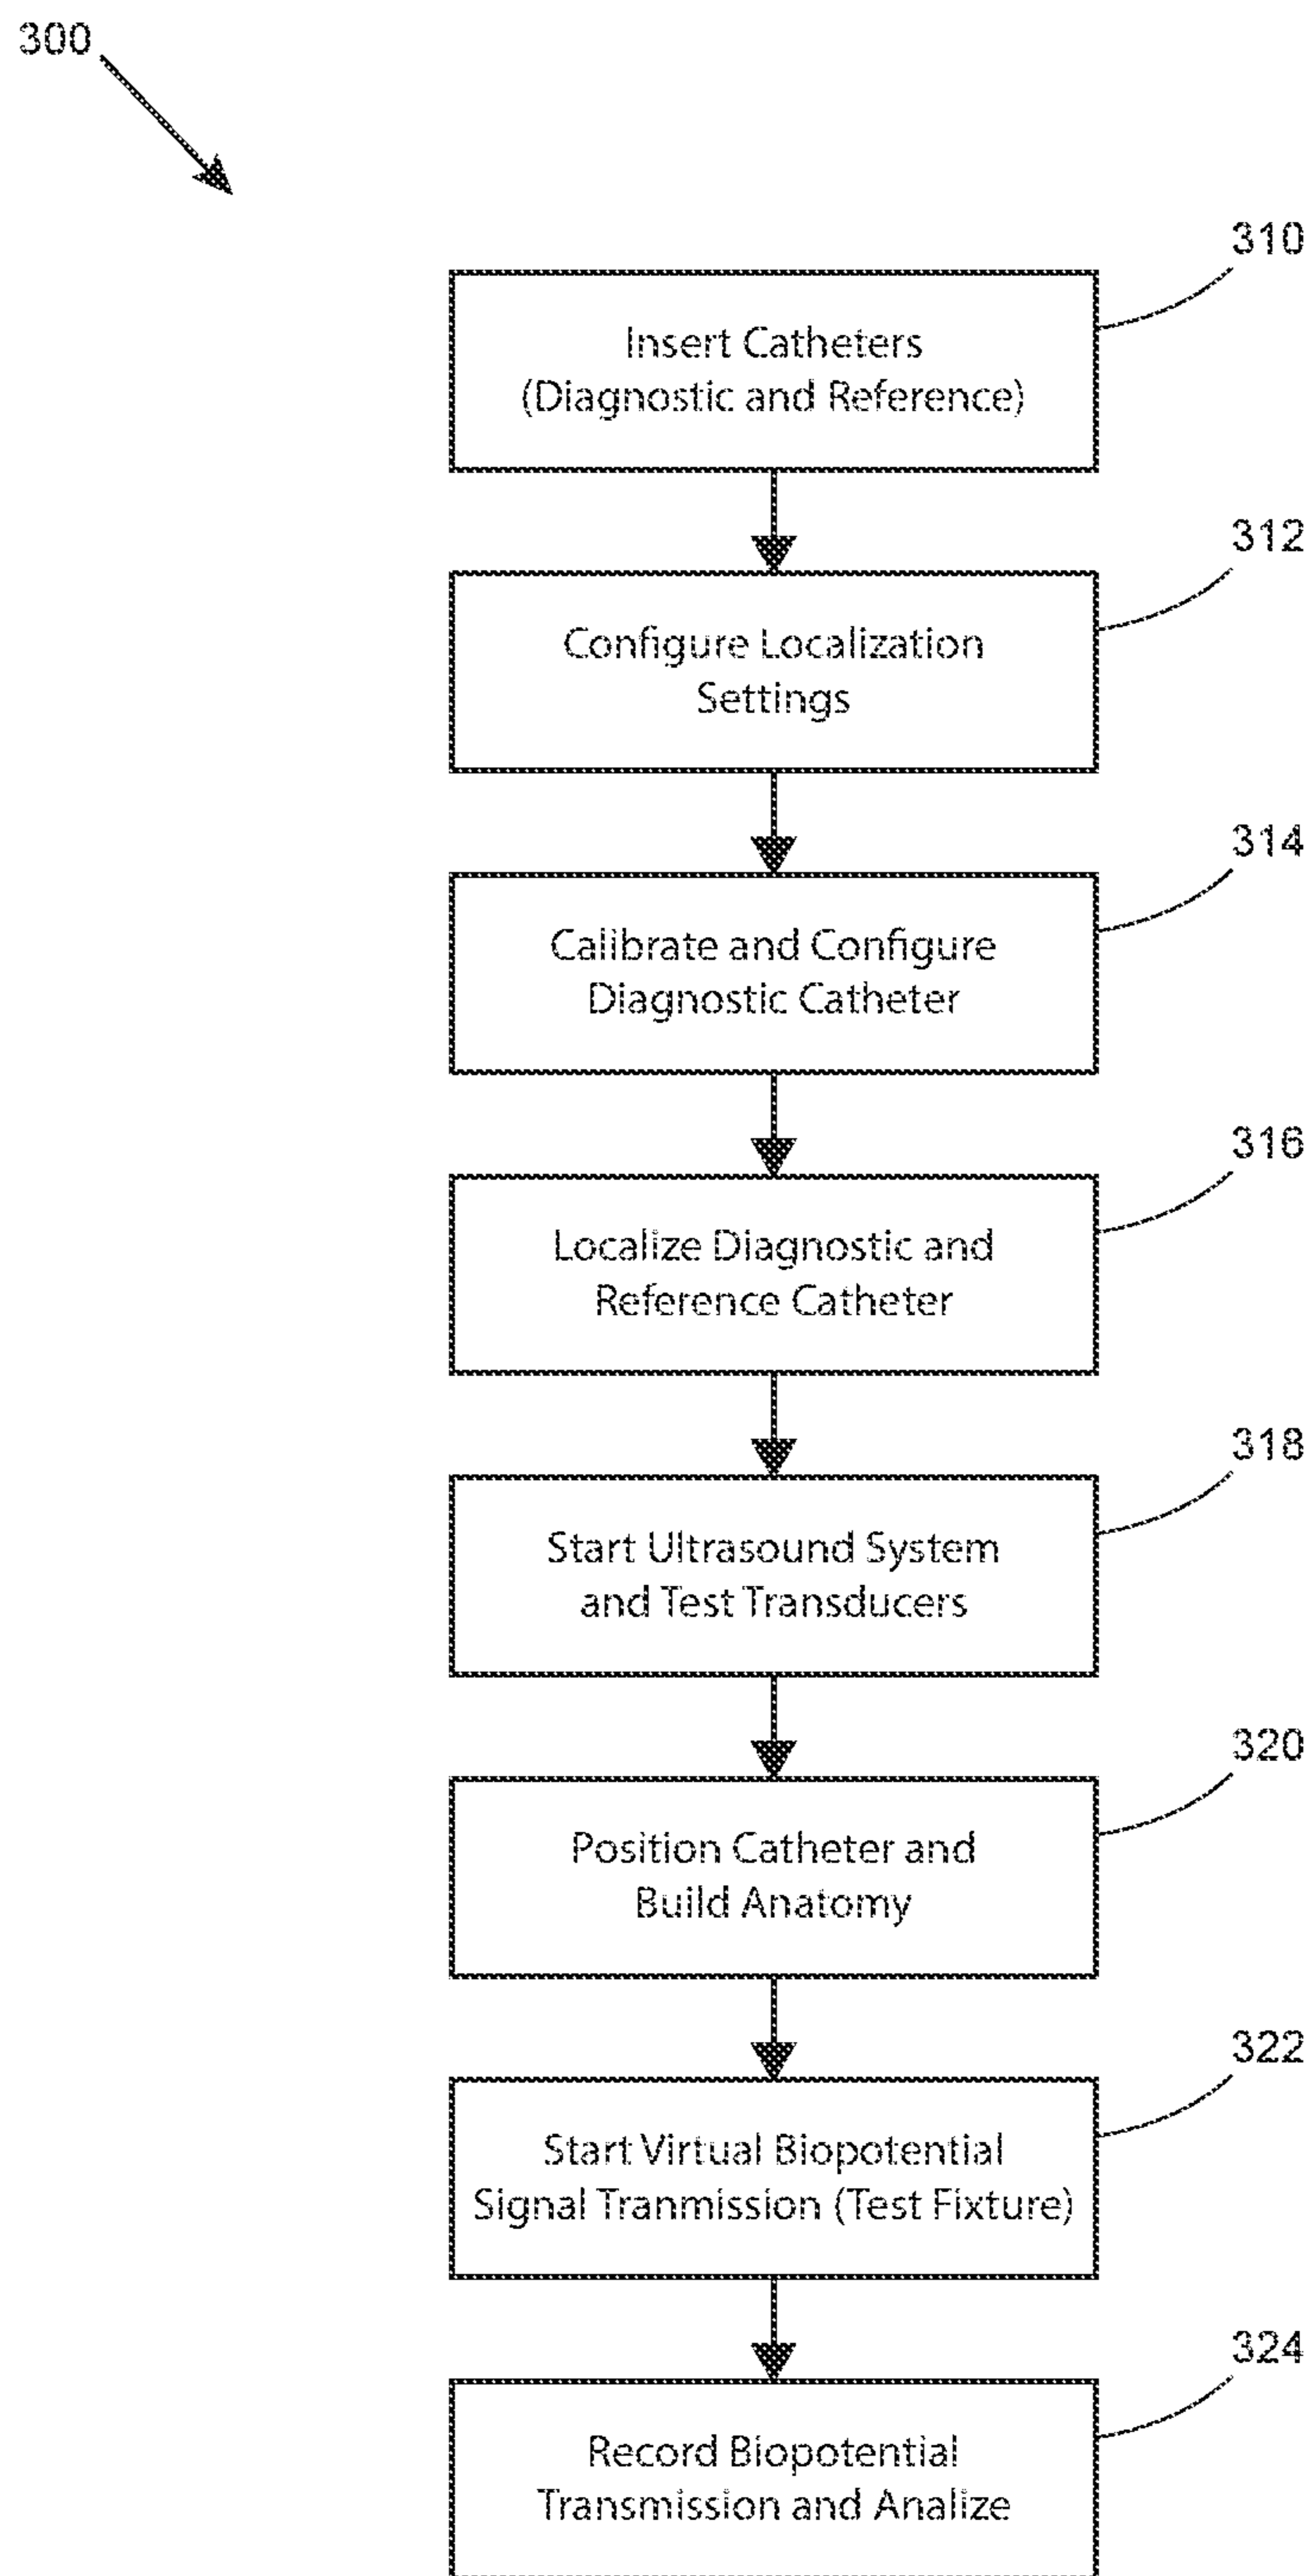 300
310
Insert Catheters
(Diagnostic and Reference)
312
Configure Localization
Settings
314
Calibrate and Configure
Diagnostic Catheter
316
Localize Diagnostic and
Reference Catheter
318
Start Ultrasound System
and Test Transducers
320
Position Catheter and
Build Anatomy
322
Start Virtual Biopotential
Signal Tranmission (Test Fixture)
324
Record Biopotential
Transmission and Analize